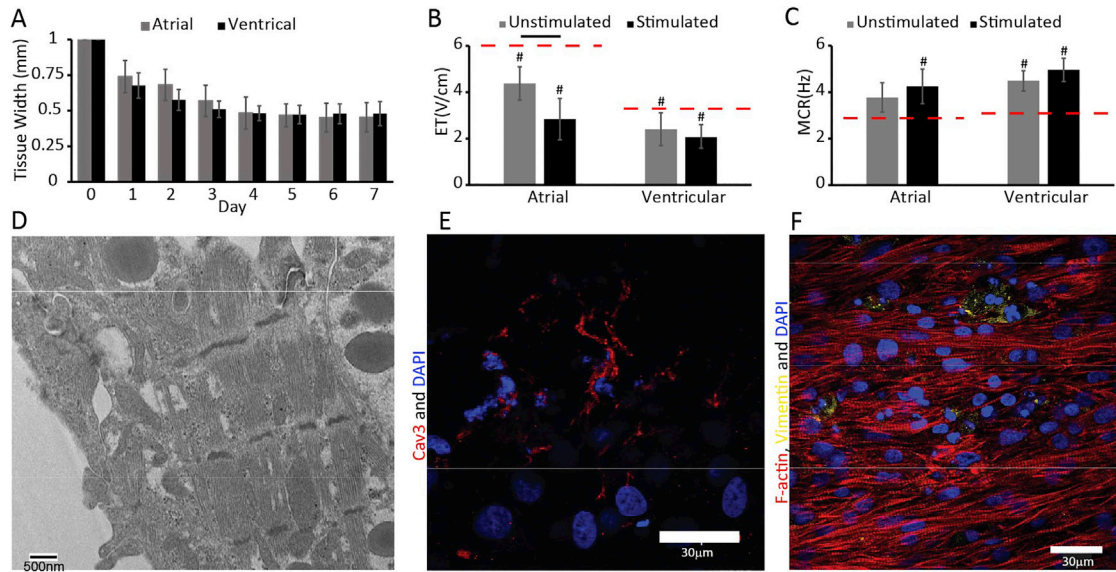 A
Atrial Ventrical
Tissue Width (mm)
1
0.75
0.5
0.25
0
0 1 2 3 4 5 6 7
Day
B
Unstimulated Stimulated
ET(V/cm)
6
4
2
0
# # # #
Atrial Ventricular
C
Unstimulated Stimulated
MCR(Hz)
6
4
2
0
# # #
Atrial Ventricular
D
500nm
E
Cav3 and DAPI
30μm
F
F-actin, Vimentin and DAPI
30μm